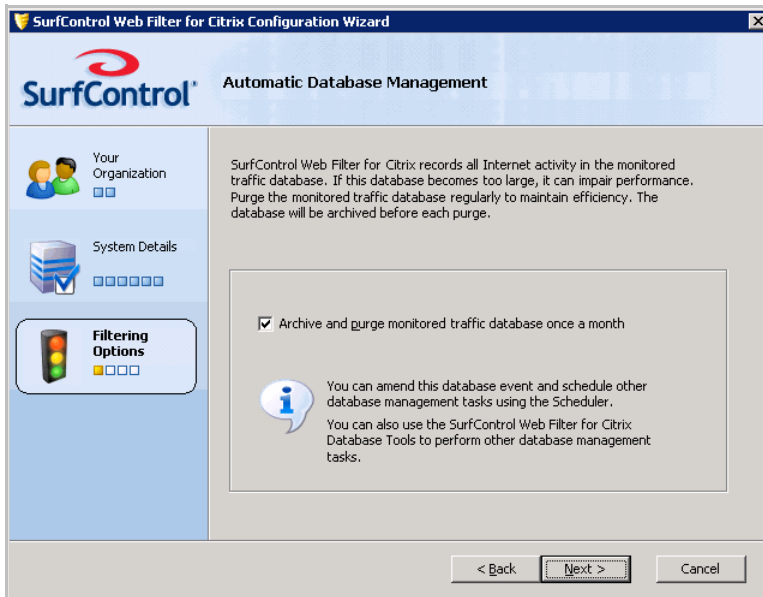 SurfControl Web Filter for Citrix Configuration Wizard
SurfControl
Automatic Database Management
Your
Organization
System Details
Filtering
Options
SurfControl Web Filter for Citrix records all Internet activity in the monitored
traffic database. If this database becomes too large, it can impair performance.
Purge the monitored traffic database regularly to maintain efficiency. The
database will be archived before each purge.
Archive and purge monitored traffic database once a month
You can amend this database event and schedule other
database management tasks using the Scheduler.
You can also use the SurfControl Web Filter for Citrix
Database Tools to perform other database management
tasks.
< Back
Next >
Cancel